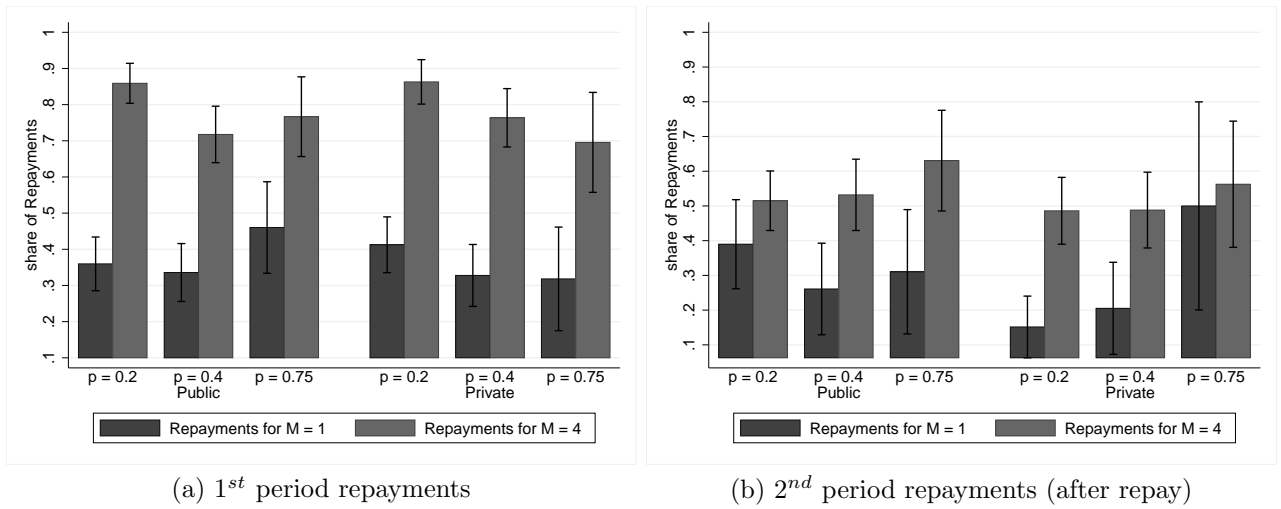 share of Repayments
1
.9
.8
.7
.6
.5
.4
.3
.2
.1
p = 0.2 p = 0.4 p = 0.75 p = 0.2 p = 0.4 p = 0.75
Public Private
Repayments for M = 1 Repayments for M = 4
(a) 1st period repayments
share of Repayments
1
.9
.8
.7
.6
.5
.4
.3
.2
.1
p = 0.2 p = 0.4 p = 0.75 p = 0.2 p = 0.4 p = 0.75
Public Private
Repayments for M = 1 Repayments for M = 4
(b) 2nd period repayments (after repay)